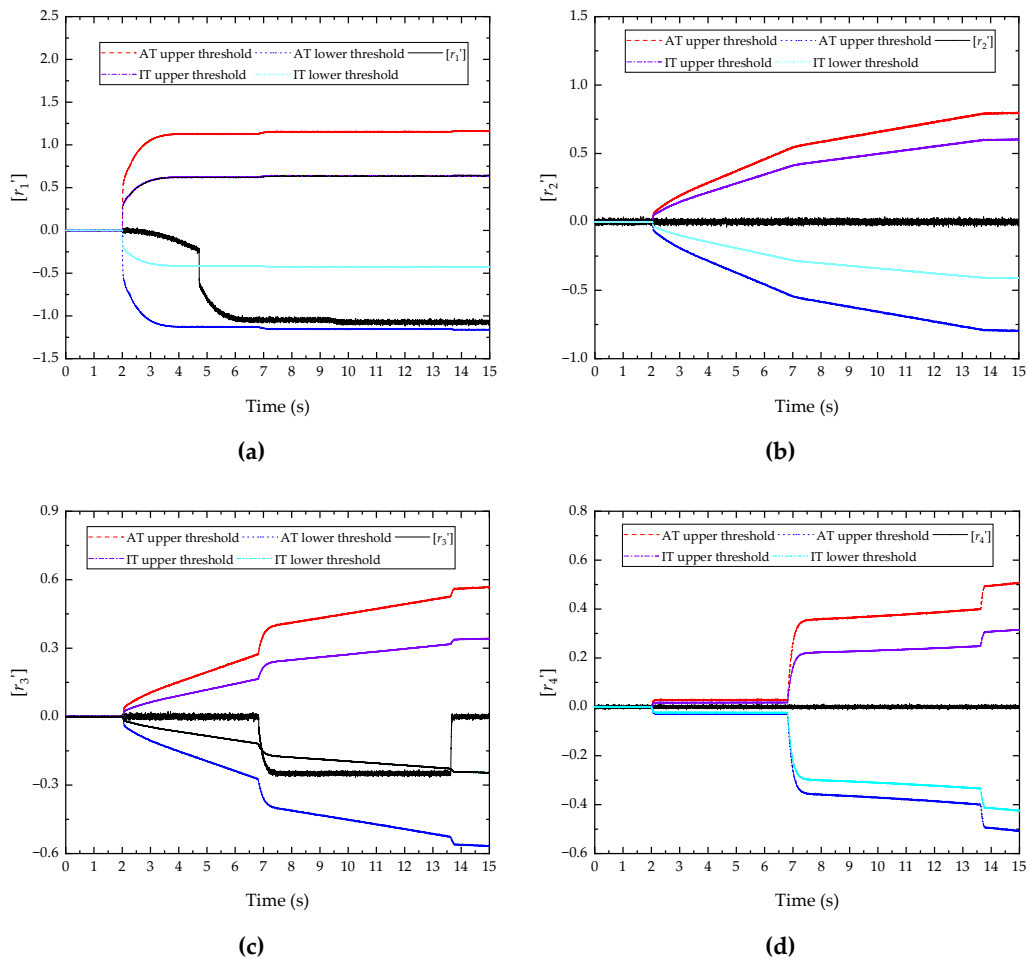 2.5
2.0
1.5
1.0
0.5
0.0
−0.5
−1.0
−1.5
[r1']
AT upper threshold AT lower threshold [r1']
IT upper threshold IT lower threshold
0 1 2 3 4 5 6 7 8 9 10 11 12 13 14 15
Time (s)
(a)
1.5
1.0
0.5
0.0
−0.5
−1.0
[r2']
AT upper threshold AT upper threshold [r2']
IT upper threshold IT lower threshold
0 1 2 3 4 5 6 7 8 9 10 11 12 13 14 15
Time (s)
(b)
0.9
0.6
0.3
0.0
−0.3
−0.6
[r3']
AT upper threshold AT lower threshold [r3']
IT upper threshold IT lower threshold
0 1 2 3 4 5 6 7 8 9 10 11 12 13 14 15
Time (s)
(c)
0.8
0.6
0.4
0.2
0.0
−0.2
−0.4
−0.6
[r4']
AT upper threshold AT lower threshold [r4']
IT upper threshold IT lower threshold
0 1 2 3 4 5 6 7 8 9 10 11 12 13 14 15
Time (s)
(d)